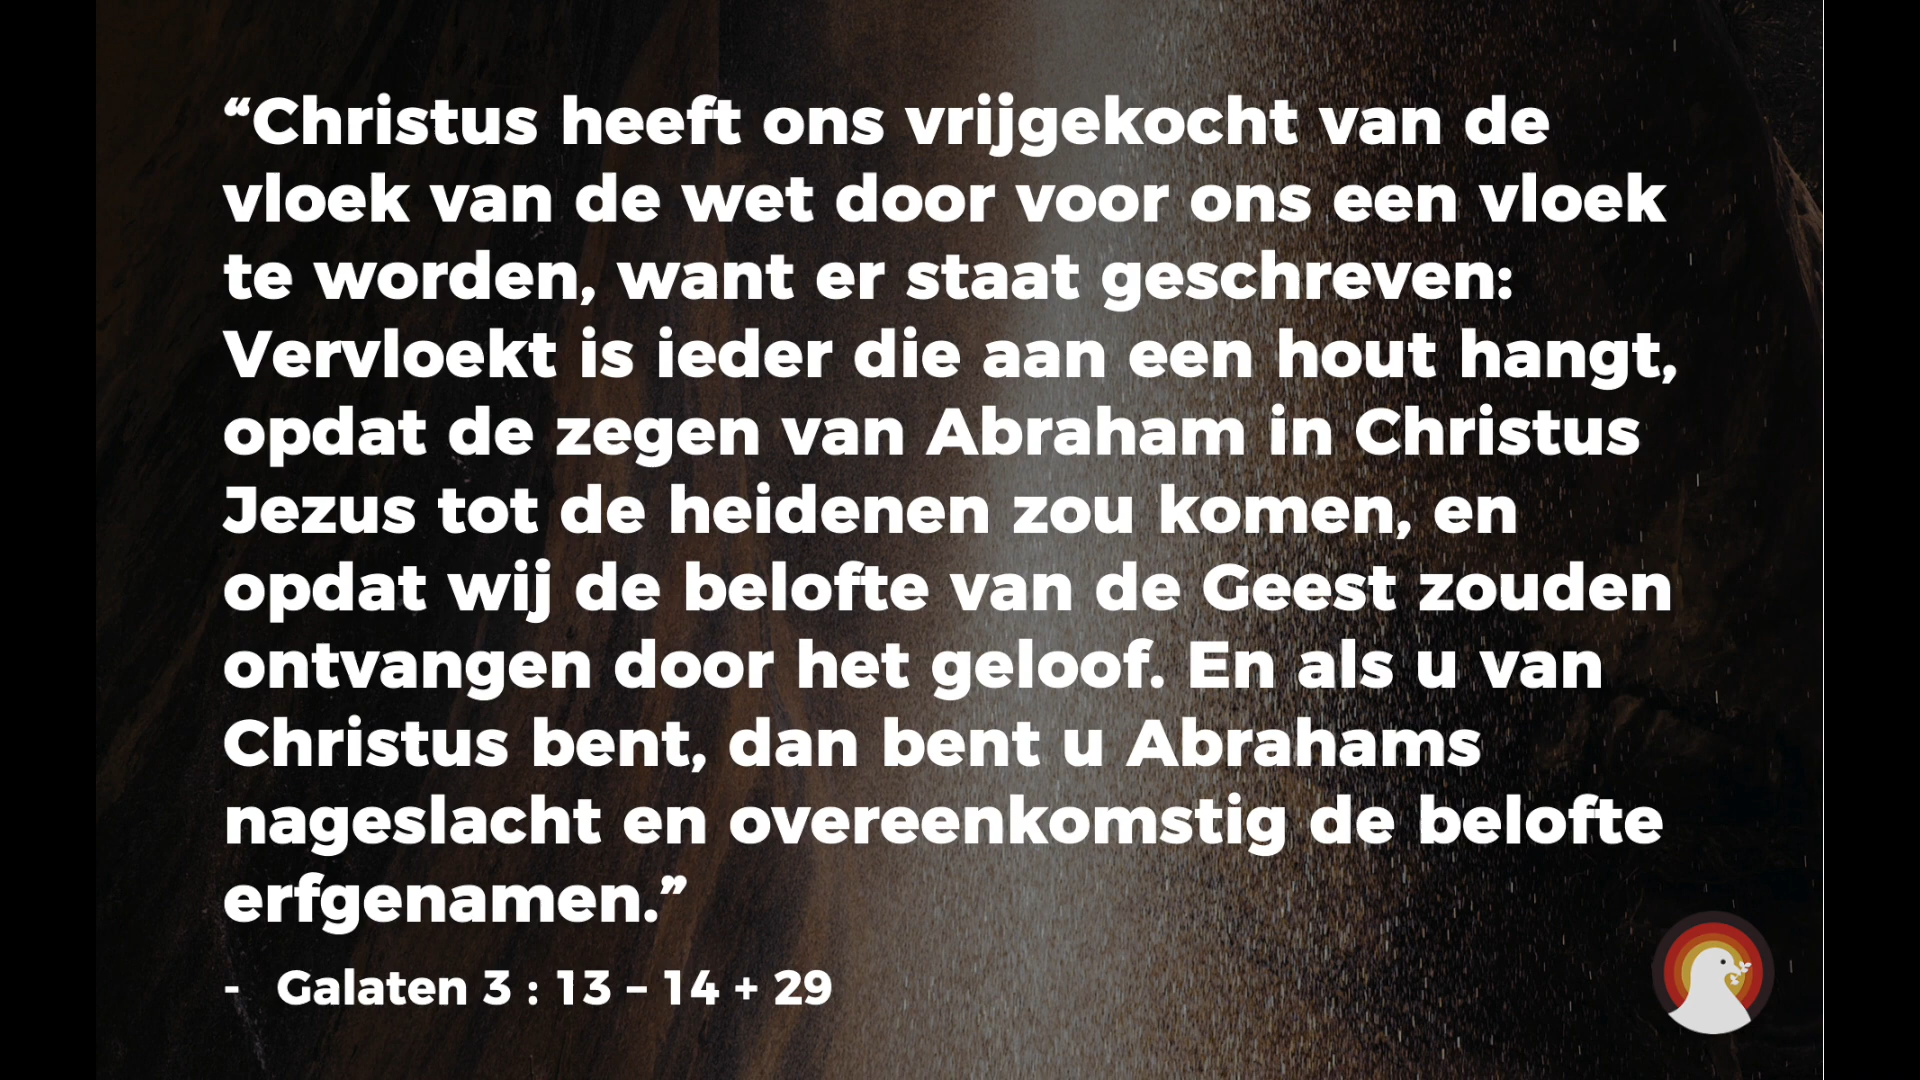 “Christus heeft ons vrijgekocht van de
vloek van de wet door voor ons een vloek
te worden, want er staat geschreven:
Vervloekt is ieder die aan een hout hangt,
opdat de zegen van Abraham in Christus
Jezus tot de heidenen zou komen, en
opdat wij de belofte van de Geest zouden
ontvangen door het geloof. En als u van
Christus bent, dan bent u Abrahams
nageslacht en overeenkomstig de belofte
erfgenamen.”
- Galaten 3 : 13 – 14 + 29